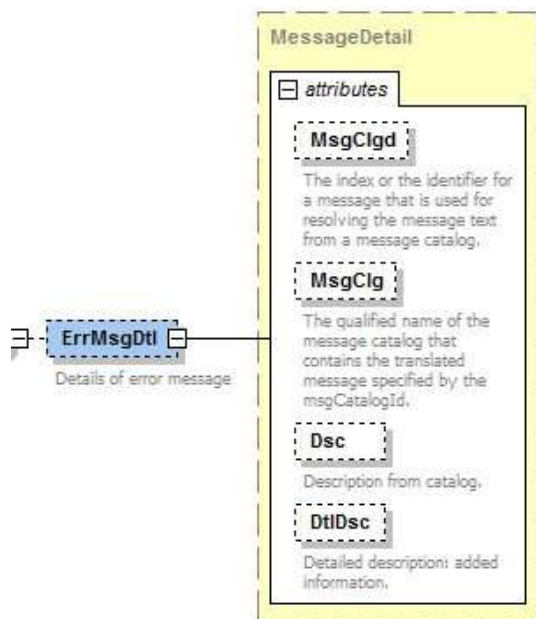 MessageDetail
attributes
MsgClgd
The index or the identifier for
a message that is used for
resolving the message text
from a message catalog.
MsgClg
The qualified name of the
message catalog that
contains the translated
message specified by the
msgCatalogId.
ErrMsgDtl
Details of error message
Dsc
Description from catalog.
DtlDsc
Detailed description: added
information.